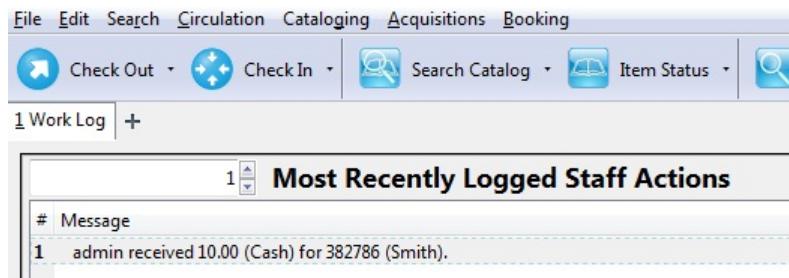 File Edit Search Circulation Cataloging Acquisitions Booking
Check Out Check In Search Catalog Item Status
1 Work Log +
1 Most Recently Logged Staff Actions
# Message
1 admin received 10.00 (Cash) for 382786 (Smith).